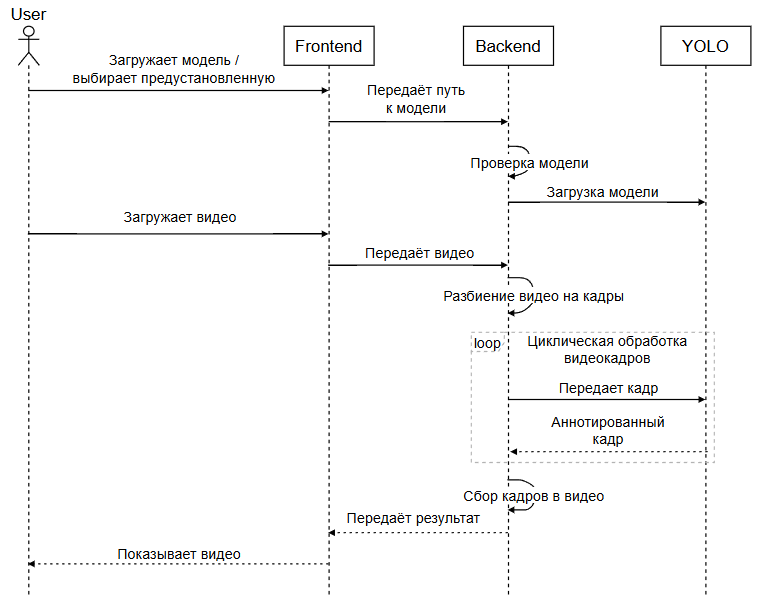 User
Frontend
Backend
YOLO
Загружает модель /
выбирает предустановленную
Передаёт путь
к модели
Проверка модели
Загрузка модели
Загружает видео
Передаёт видео
Разбиение видео на кадры
loop
Циклическая обработка
видеокадров
Передает кадр
Аннотированный
кадр
Сбор кадров в видео
Передаёт результат
Показывает видео